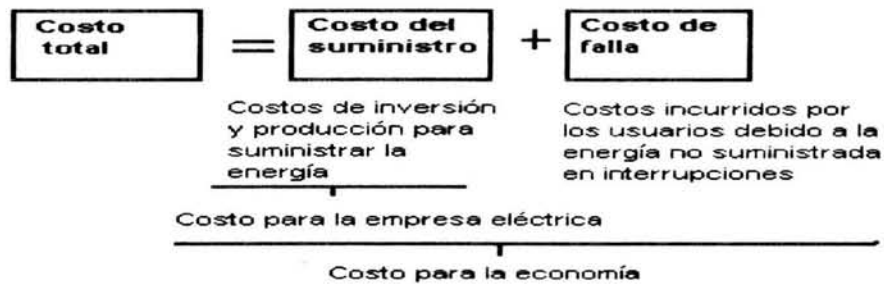 Costo total = Costo del suministro + Costo de falla
Costos de inversión
y producción para
suministrar la
energía
Costos incurridos por
los usuarios debido a la
energía no suministrada
en interrupciones
Costo para la empresa eléctrica
Costo para la economía